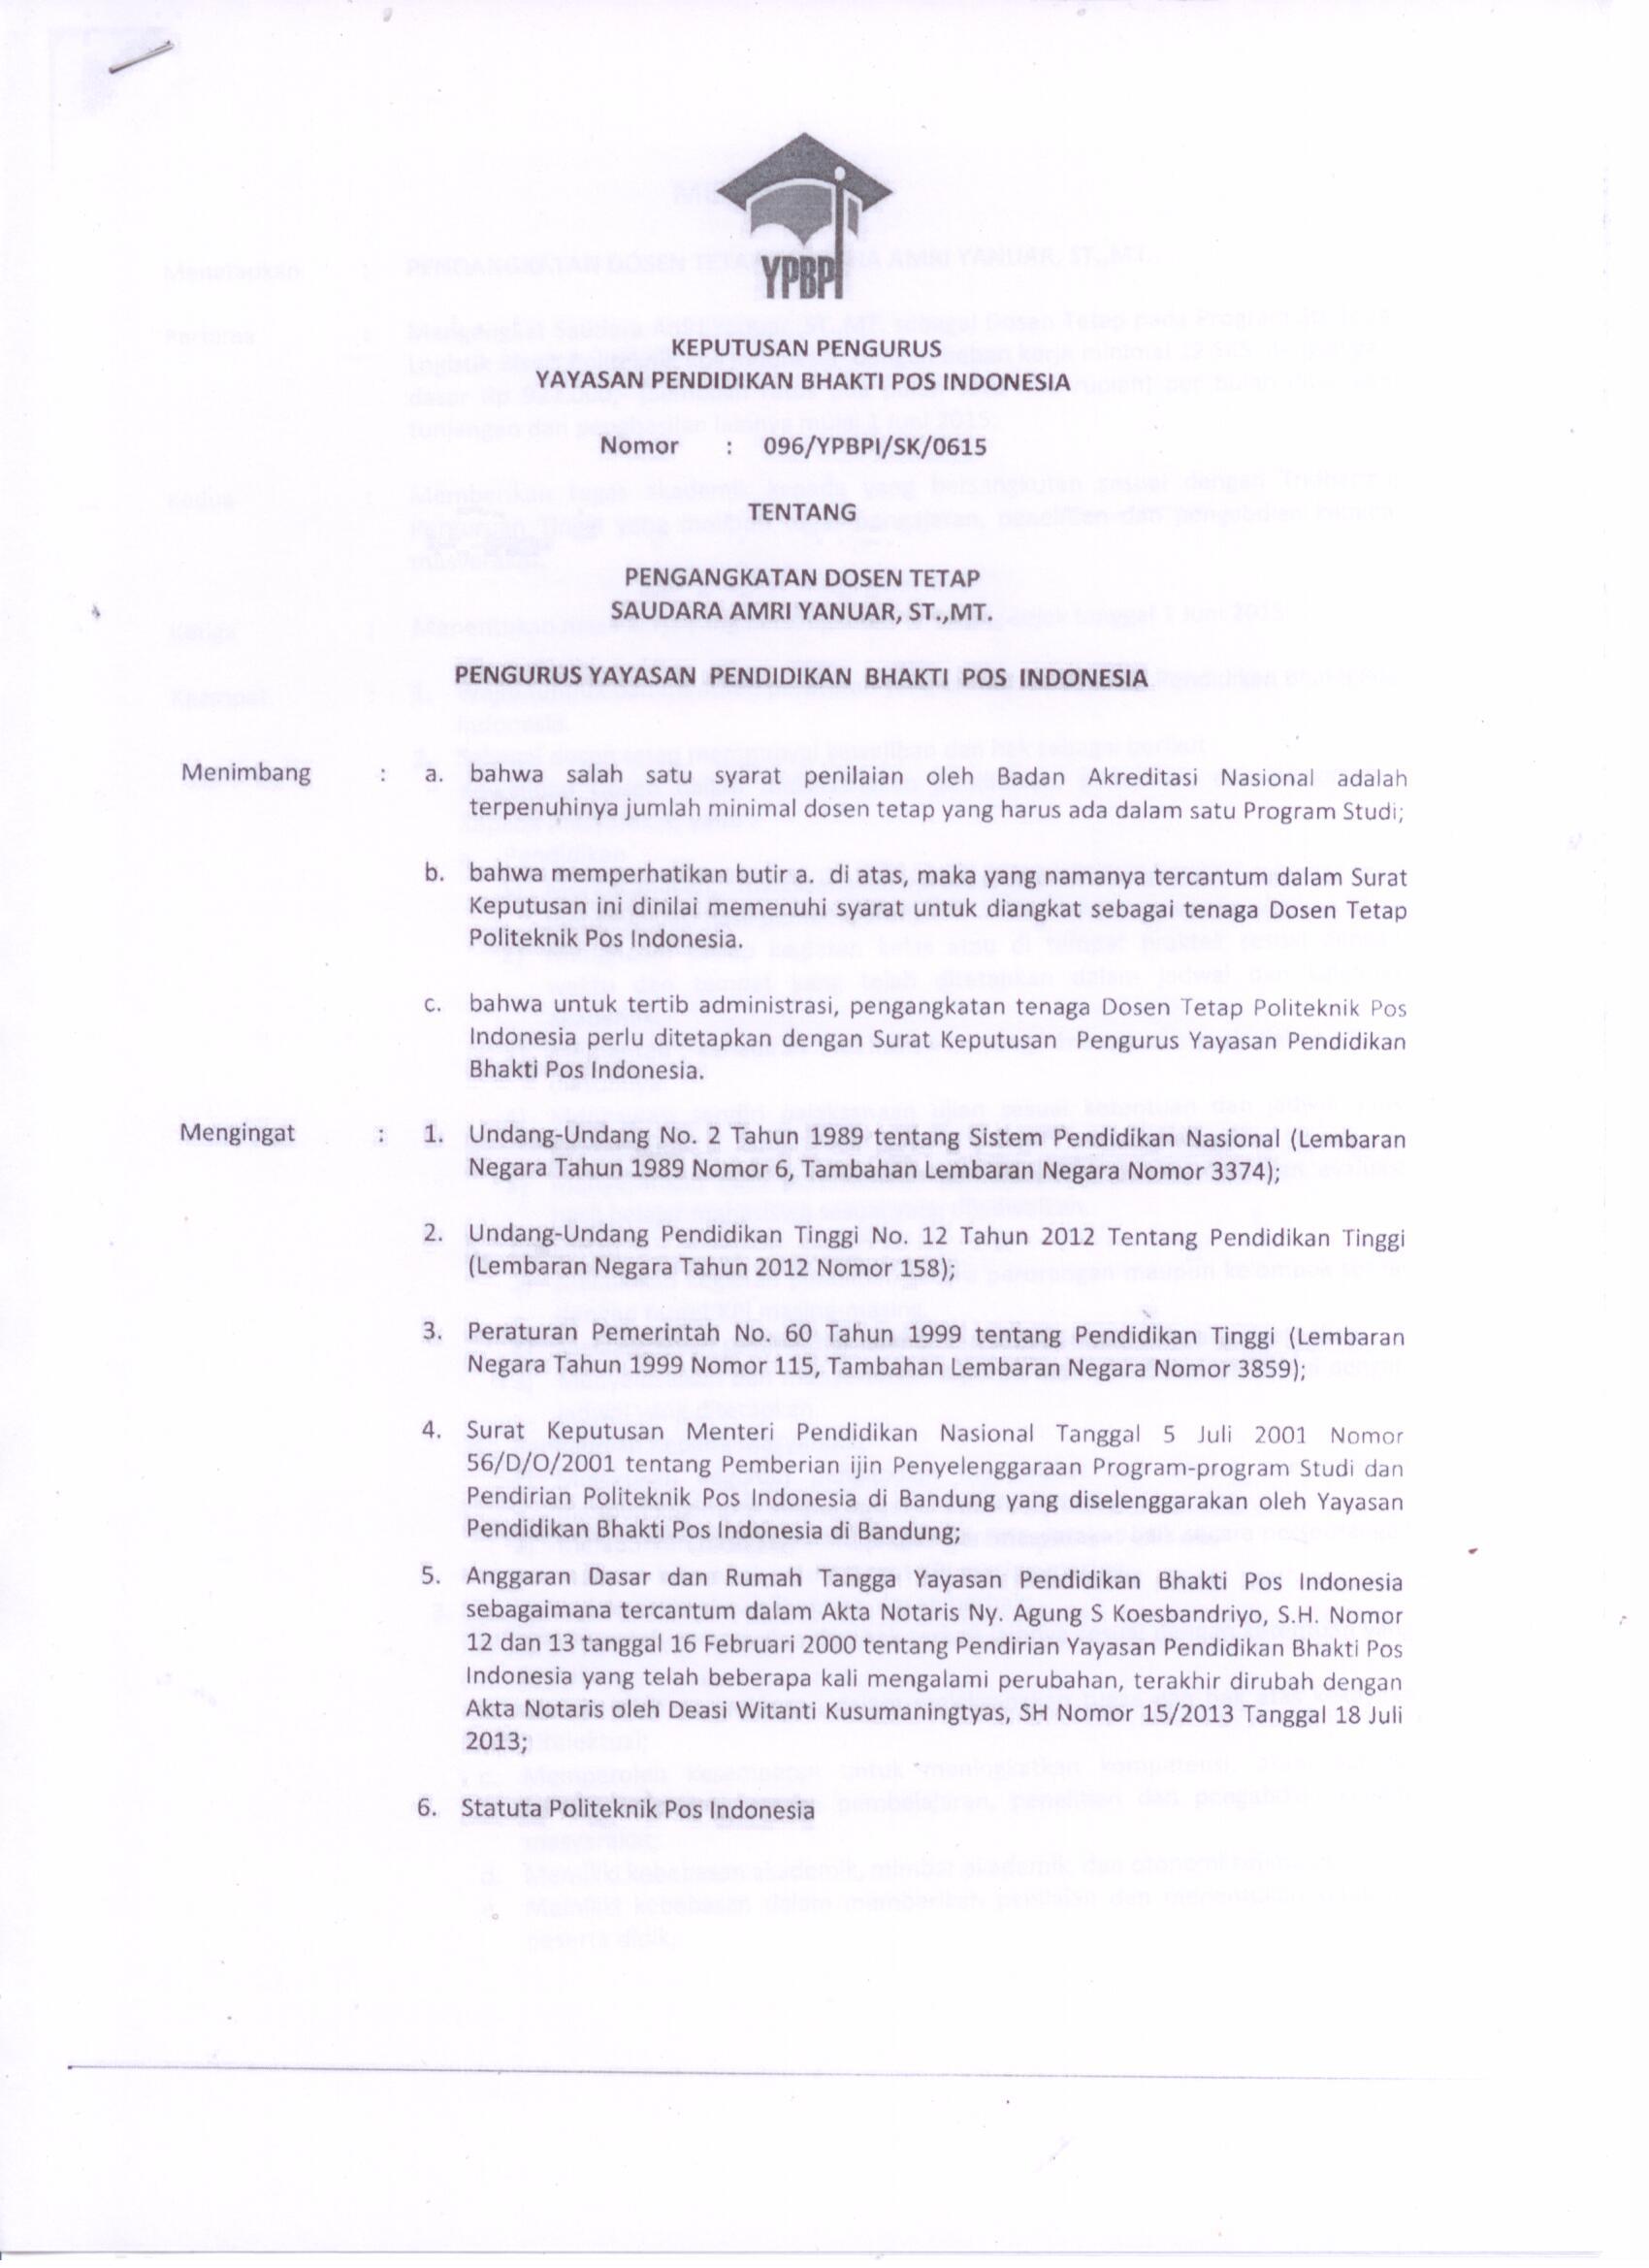 YPBPI
KEPUTUSAN PENGURUS
YAYASAN PENDIDIKAN BHAKTI POS INDONESIA
Nomor : 096/YPBPI/SK/0615
TENTANG
PENGANGKATAN DOSEN TETAP
SAUDARA AMRI YANUAR, ST.,MT.
PENGURUS YAYASAN PENDIDIKAN BHAKTI POS INDONESIA
Menimbang : a. bahwa salah satu syarat penilaian oleh Badan Akreditasi Nasional adalah
terpenuhinya jumlah minimal dosen tetap yang harus ada dalam satu Program Studi;
b. bahwa memperhatikan butir a. di atas, maka yang namanya tercantum dalam Surat
Keputusan ini dinilai memenuhi syarat untuk diangkat sebagai tenaga Dosen Tetap
Politeknik Pos Indonesia.
c. bahwa untuk tertib administrasi, pengangkatan tenaga Dosen Tetap Politeknik Pos
Indonesia perlu ditetapkan dengan Surat Keputusan Pengurus Yayasan Pendidikan
Bhakti Pos Indonesia.
Mengingat : 1. Undang-Undang No. 2 Tahun 1989 tentang Sistem Pendidikan Nasional (Lembaran
Negara Tahun 1989 Nomor 6, Tambahan Lembaran Negara Nomor 3374);
2. Undang-Undang Pendidikan Tinggi No. 12 Tahun 2012 Tentang Pendidikan Tinggi
(Lembaran Negara Tahun 2012 Nomor 158);
3. Peraturan Pemerintah No. 60 Tahun 1999 tentang Pendidikan Tinggi (Lembaran
Negara Tahun 1999 Nomor 115, Tambahan Lembaran Negara Nomor 3859);
4. Surat Keputusan Menteri Pendidikan Nasional Tanggal 5 Juli 2001 Nomor
56/D/O/2001 tentang Pemberian ijin Penyelenggaraan Program-program Studi dan
Pendirian Politeknik Pos Indonesia di Bandung yang diselenggarakan oleh Yayasan
Pendidikan Bhakti Pos Indonesia di Bandung;
5. Anggaran Dasar dan Rumah Tangga Yayasan Pendidikan Bhakti Pos Indonesia
sebagaimana tercantum dalam Akta Notaris Ny. Agung S Koesbandriyo, S.H. Nomor
12 dan 13 tanggal 16 Februari 2000 tentang Pendirian Yayasan Pendidikan Bhakti Pos
Indonesia yang telah beberapa kali mengalami perubahan, terakhir dirubah dengan
Akta Notaris oleh Deasi Witanti Kusumaningtyas, SH Nomor 15/2013 Tanggal 18 Juli
2013;
6. Statuta Politeknik Pos Indonesia